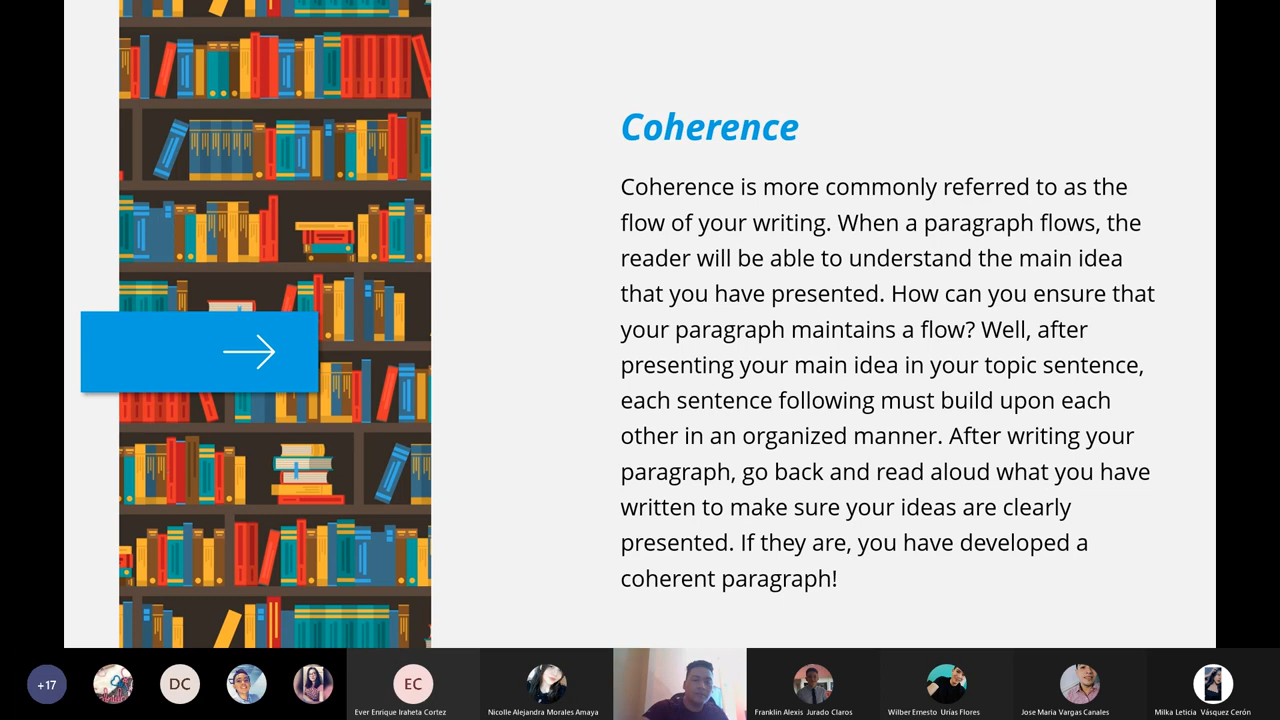 Coherence
Coherence is more commonly referred to as the
flow of your writing. When a paragraph flows, the
reader will be able to understand the main idea
that you have presented. How can you ensure that
your paragraph maintains a flow? Well, after
presenting your main idea in your topic sentence,
each sentence following must build upon each
other in an organized manner. After writing your
paragraph, go back and read aloud what you have
written to make sure your ideas are clearly
presented. If they are, you have developed a
coherent paragraph!
+17
DC
EC
Ever Enrique Iraheta Cortez
Nicolle Alejandra Morales Amaya
Franklin Alexis Jurado Claros
Wilber Ernesto Urías Flores
Jose Maria Vargas Canales
Milka Leticia Vásquez Cerón